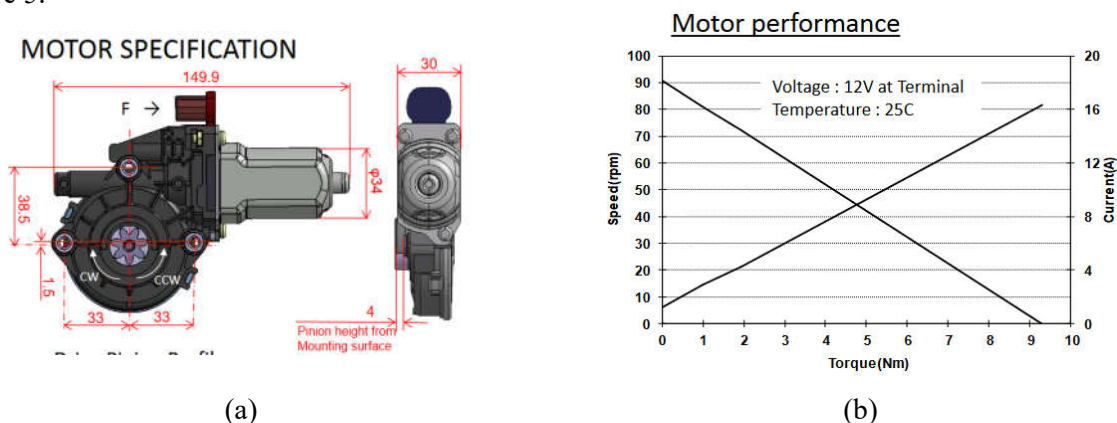 MOTOR SPECIFICATION
149.9
F →
38.5
φ34
CW
CCW
1.5
33
33
30
4
Pinion height from
Mounting surface
(a)
Motor performance
Voltage : 12V at Terminal
Temperature : 25C
Speed(rpm)
100
90
80
70
60
50
40
30
20
10
0
Current(A)
20
16
12
8
4
0
0 1 2 3 4 5 6 7 8 9 10
Torque(Nm)
(b)